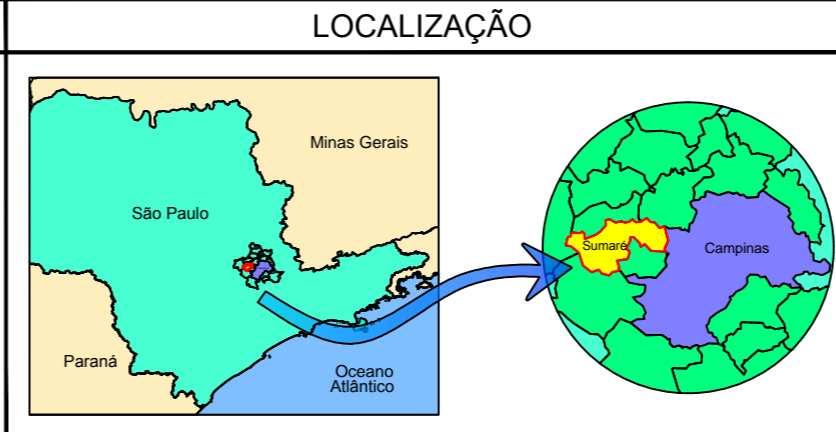 LOCALIZAÇÃO
Minas Gerais
São Paulo
Paraná
Oceano
Atlântico
Sumaré
Campinas